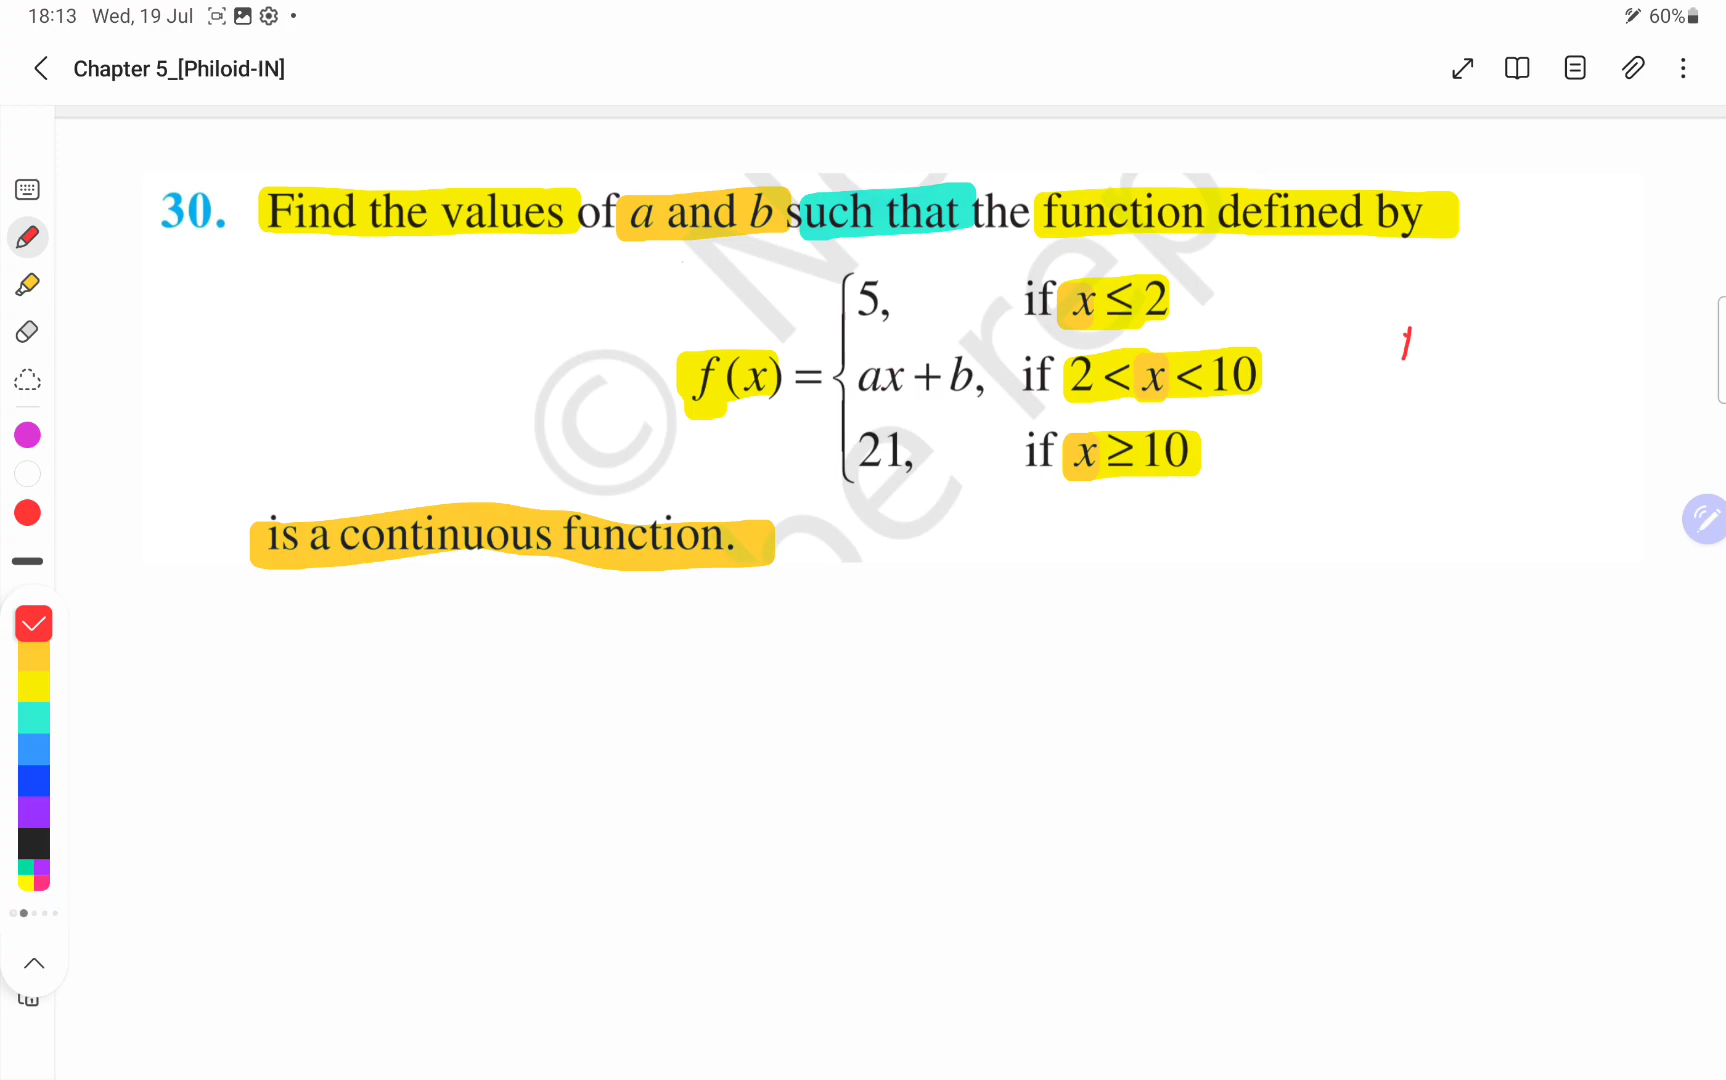 18:13 Wed, 19 Jul 60%
Chapter 5_[Philoid-IN]
30. Find the values of a and b such that the function defined by
5, if x ≤ 2
f(x) = ax + b, if 2 < x < 10
21, if x ≥ 10
is a continuous function.